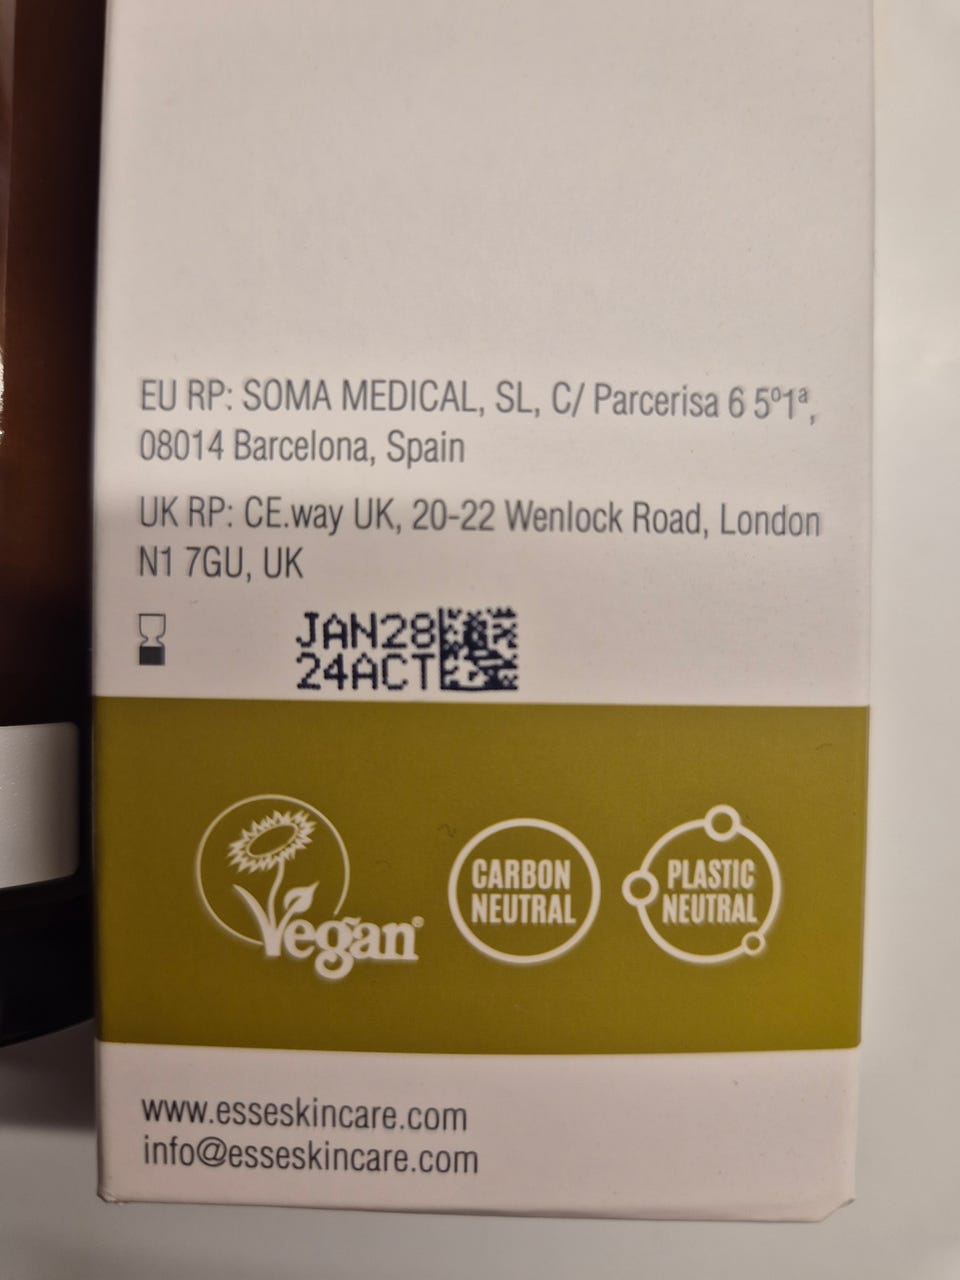 EU RP: SOMA MEDICAL, SL, C/ Parcerisa 6 5º1ª,
08014 Barcelona, Spain
UK RP: CE.way UK, 20-22 Wenlock Road, London
N1 7GU, UK
JAN28
24ACT
Vegan®
CARBON
NEUTRAL
PLASTIC
NEUTRAL
www.esseskincare.com
info@esseskincare.com